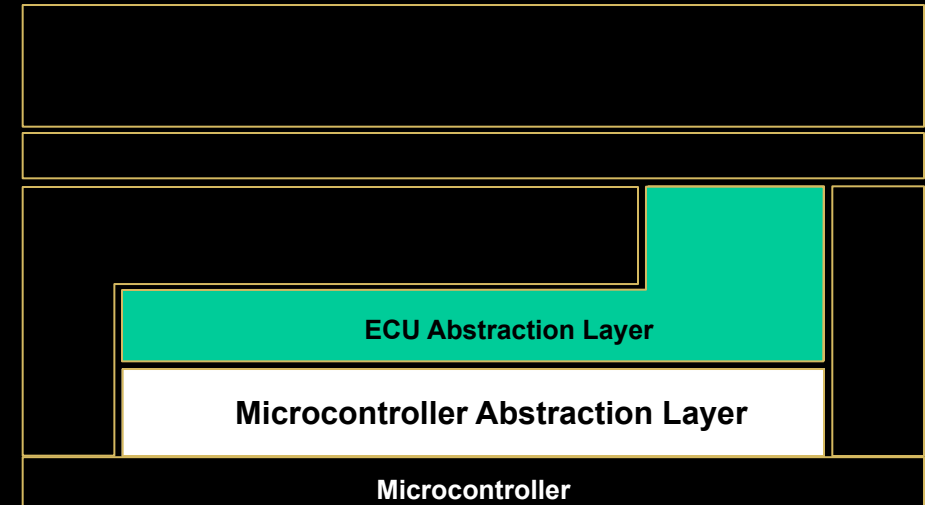 ECU Abstraction Layer
Microcontroller Abstraction Layer
Microcontroller